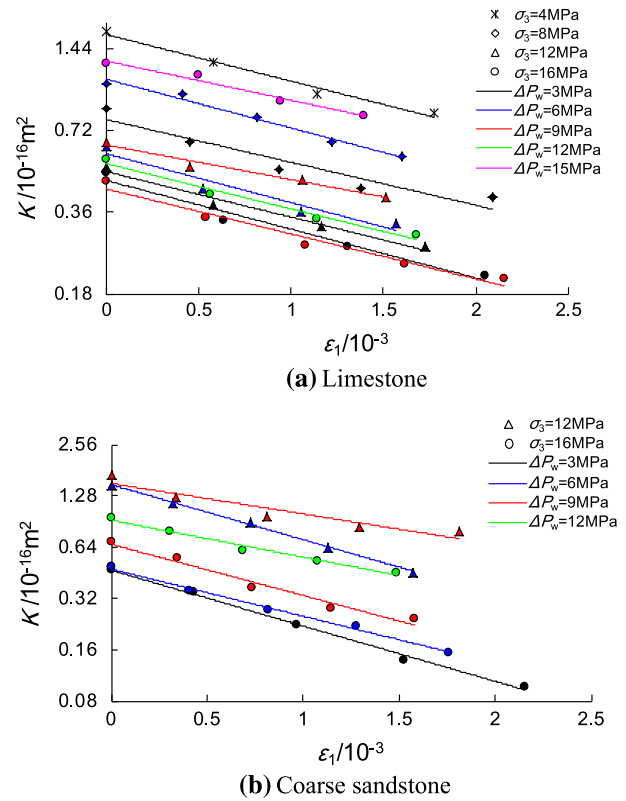 (a)
1.44
0.72
0.36
0.18
K /10-16m2
0 0.5 1 1.5 2 2.5
ε1/10-3
σ3=4MPa
σ3=8MPa
σ3=12MPa
σ3=16MPa
ΔPw=3MPa
ΔPw=6MPa
ΔPw=9MPa
ΔPw=12MPa
ΔPw=15MPa
(a) Limestone
2.56
1.28
0.64
0.32
0.16
0.08
K /10-16m2
0 0.5 1 1.5 2 2.5
ε1/10-3
σ3=12MPa
σ3=16MPa
ΔPw=3MPa
ΔPw=6MPa
ΔPw=9MPa
ΔPw=12MPa
(b) Coarse sandstone